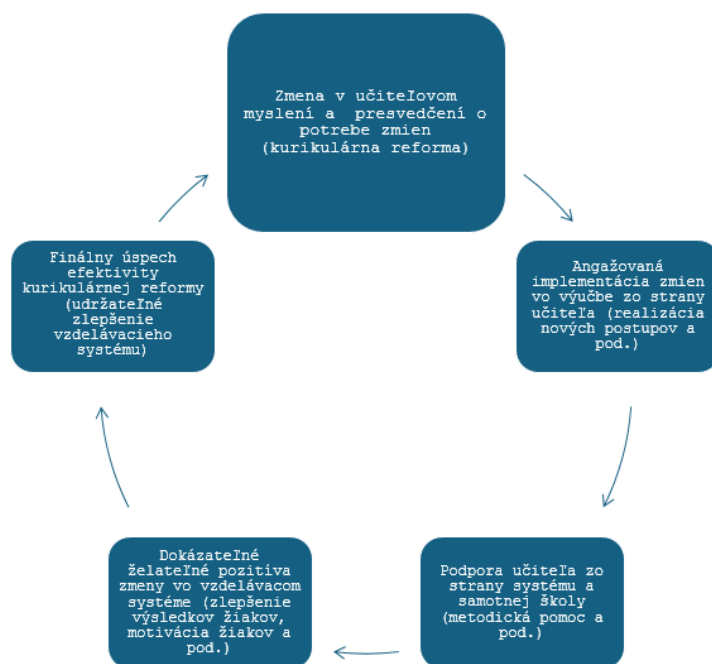 Zmena v učiteľovom
myslení a  presvedčení o
potrebe zmien
(kurikulárna reforma)
Angažovaná
implementácia zmien
vo výučbe zo strany
učiteľa (realizácia
nových postupov a
pod.)
Podpora učiteľa zo
strany systému a
samotnej školy
(metodická pomoc a
pod.)
Dokázateľné
želateľné pozitíva
zmeny vo vzdelávacom
systéme (zlepšenie
výsledkov žiakov,
motivácia žiakov a
pod.)
Finálny úspech
efektivity
kurikulárnej reformy
(udržateľné
zlepšenie
vzdelávacieho
systému)